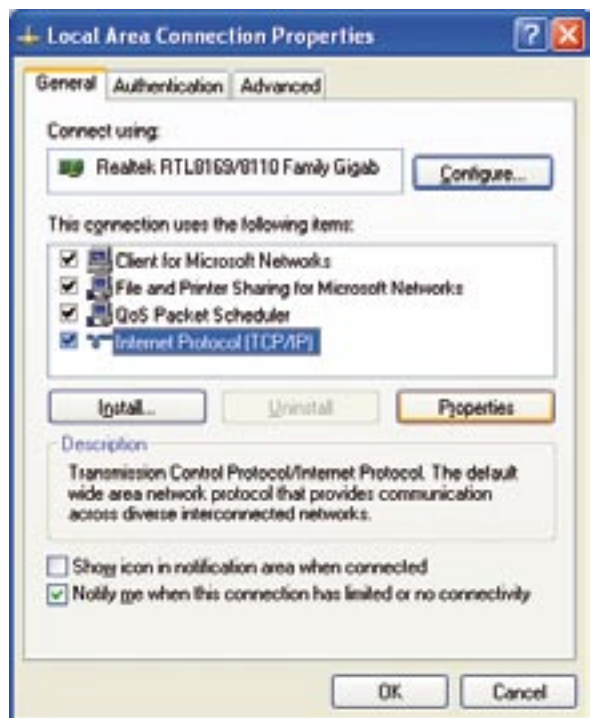 Local Area Connection Properties
General Authentication Advanced
Connect using:
Realtek RTL8169/8110 Family Gigab
Configure...
This connection uses the following items:
Client for Microsoft Networks
File and Printer Sharing for Microsoft Networks
QoS Packet Scheduler
Internet Protocol (TCP/IP)
Install... Uninstall Properties
Description
Transmission Control Protocol/Internet Protocol. The default
wide area network protocol that provides communication
across diverse interconnected networks.
Show icon in notification area when connected
Notify me when this connection has limited or no connectivity
OK Cancel